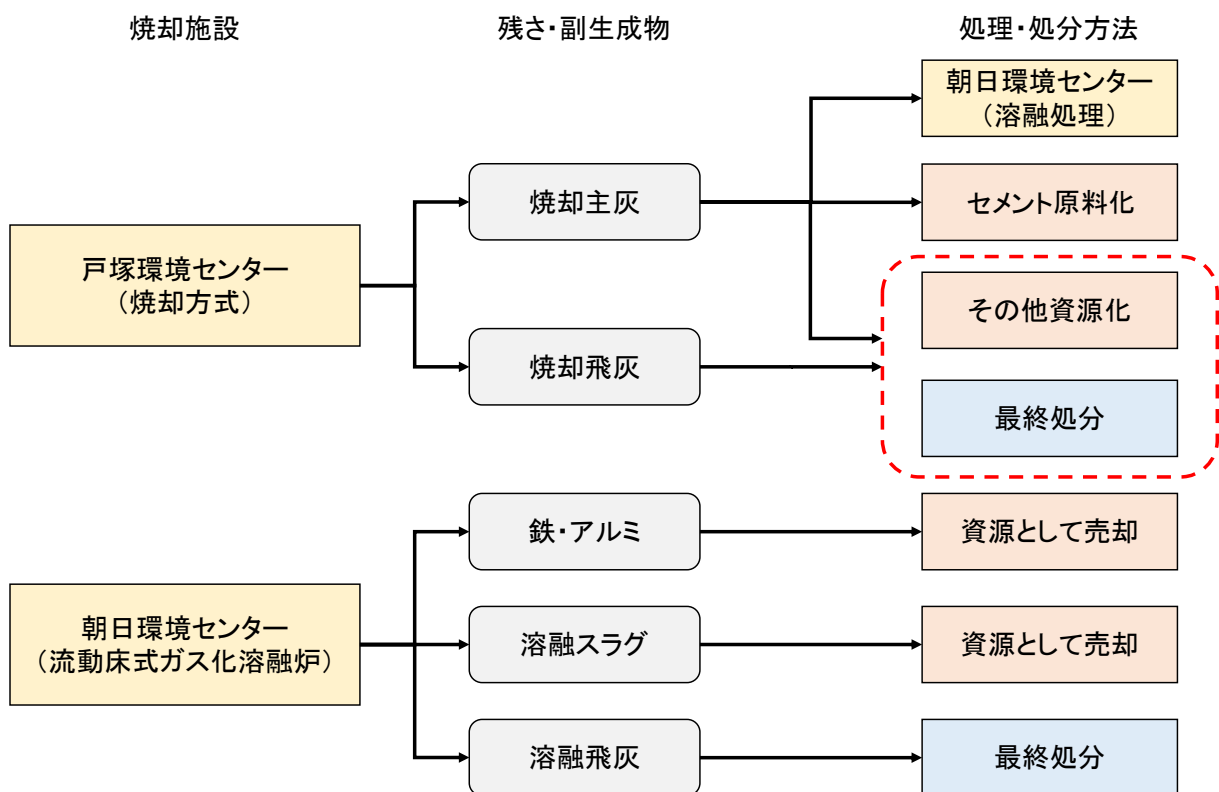 焼却施設
残さ・副生成物
処理・処分方法
戸塚環境センター
（焼却方式）
焼却主灰
焼却飛灰
朝日環境センター
（溶融処理）
セメント原料化
その他資源化
最終処分
朝日環境センター
（流動床式ガス化溶融炉）
鉄・アルミ
溶融スラグ
溶融飛灰
資源として売却
資源として売却
最終処分